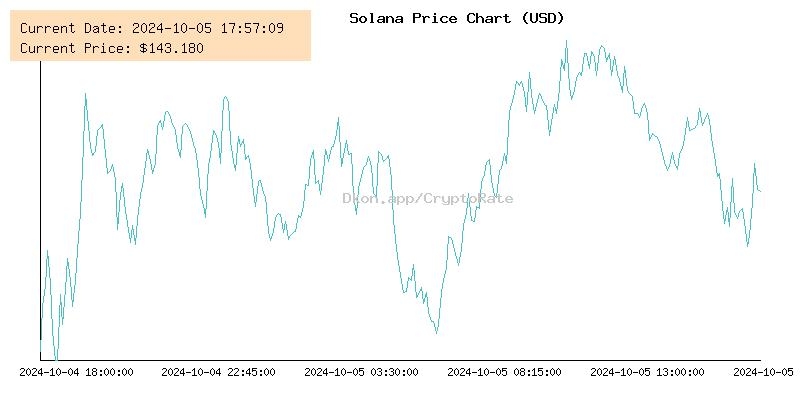 Solana Price Chart (USD)
Current Date: 2024-10-05 17:57:09
Current Price: $143.180
Dkon.app/CryptoRate
2024-10-04 18:00:00 2024-10-04 22:45:00 2024-10-05 03:30:00 2024-10-05 08:15:00 2024-10-05 13:00:00 2024-10-05